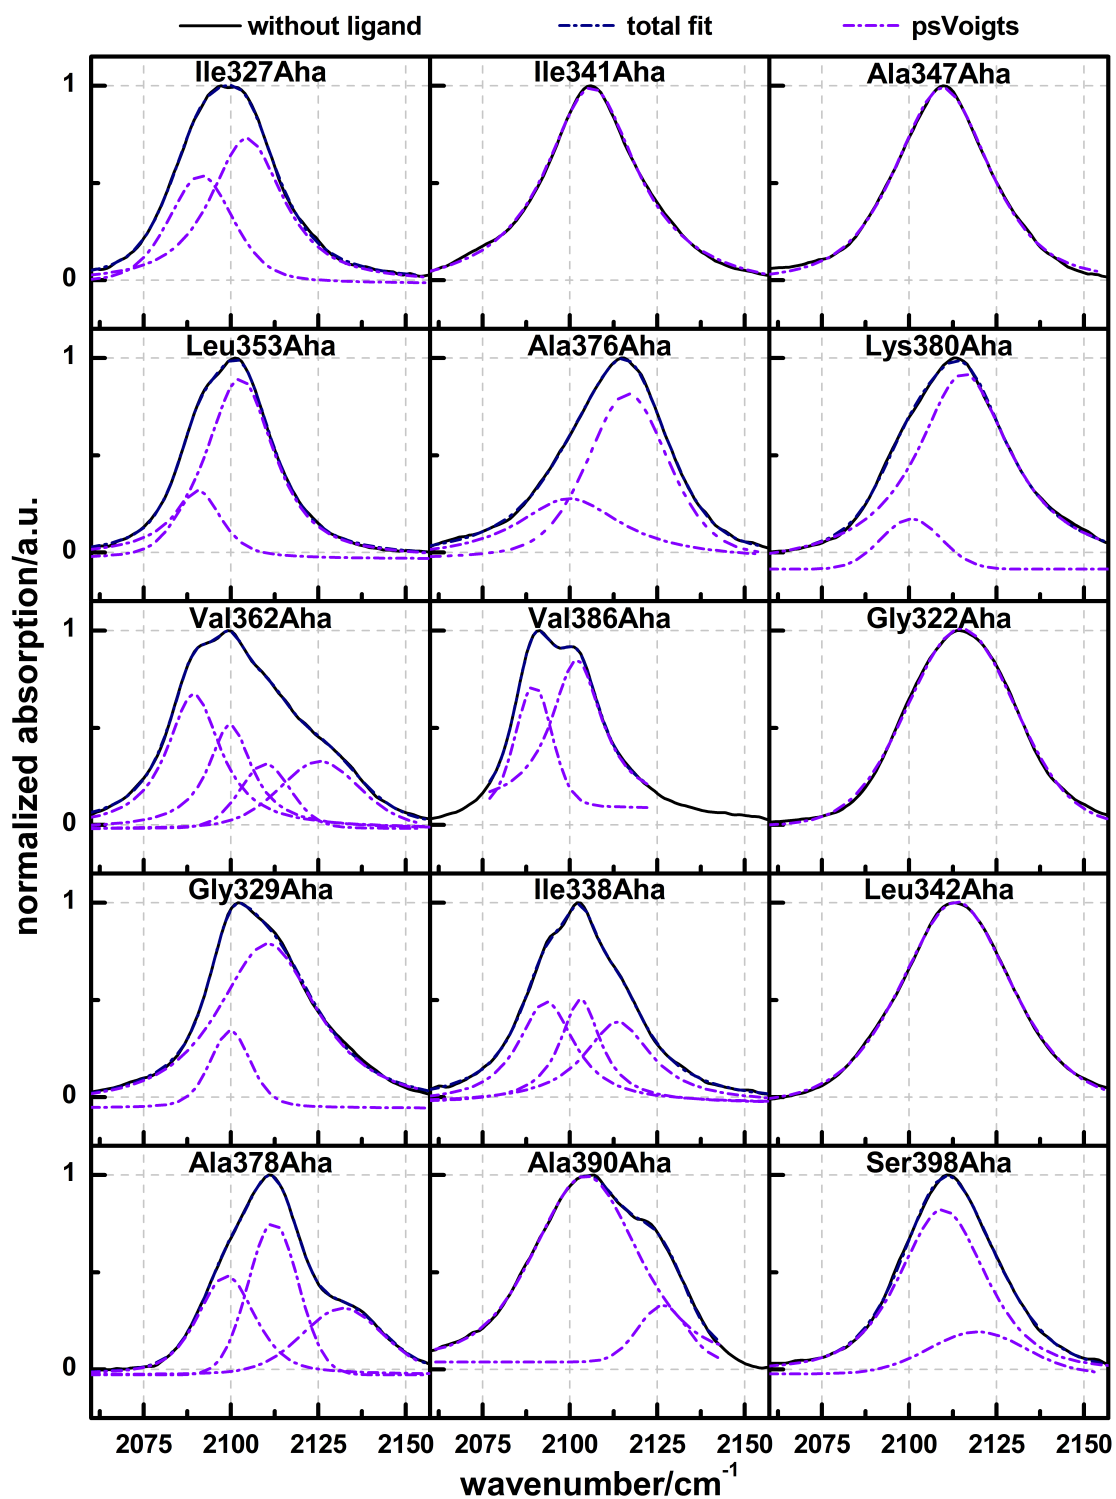 without ligand total fit psVoigts
Ile327Aha Ile341Aha Ala347Aha
1
0
Leu353Aha Ala376Aha Lys380Aha
1
0
Val362Aha Val386Aha Gly322Aha
1
0
Gly329Aha Ile338Aha Leu342Aha
1
0
Ala378Aha Ala390Aha Ser398Aha
1
0
normalized absorption/a.u.
2075 2100 2125 2150 2075 2100 2125 2150 2075 2100 2125 2150
wavenumber/cm⁻¹